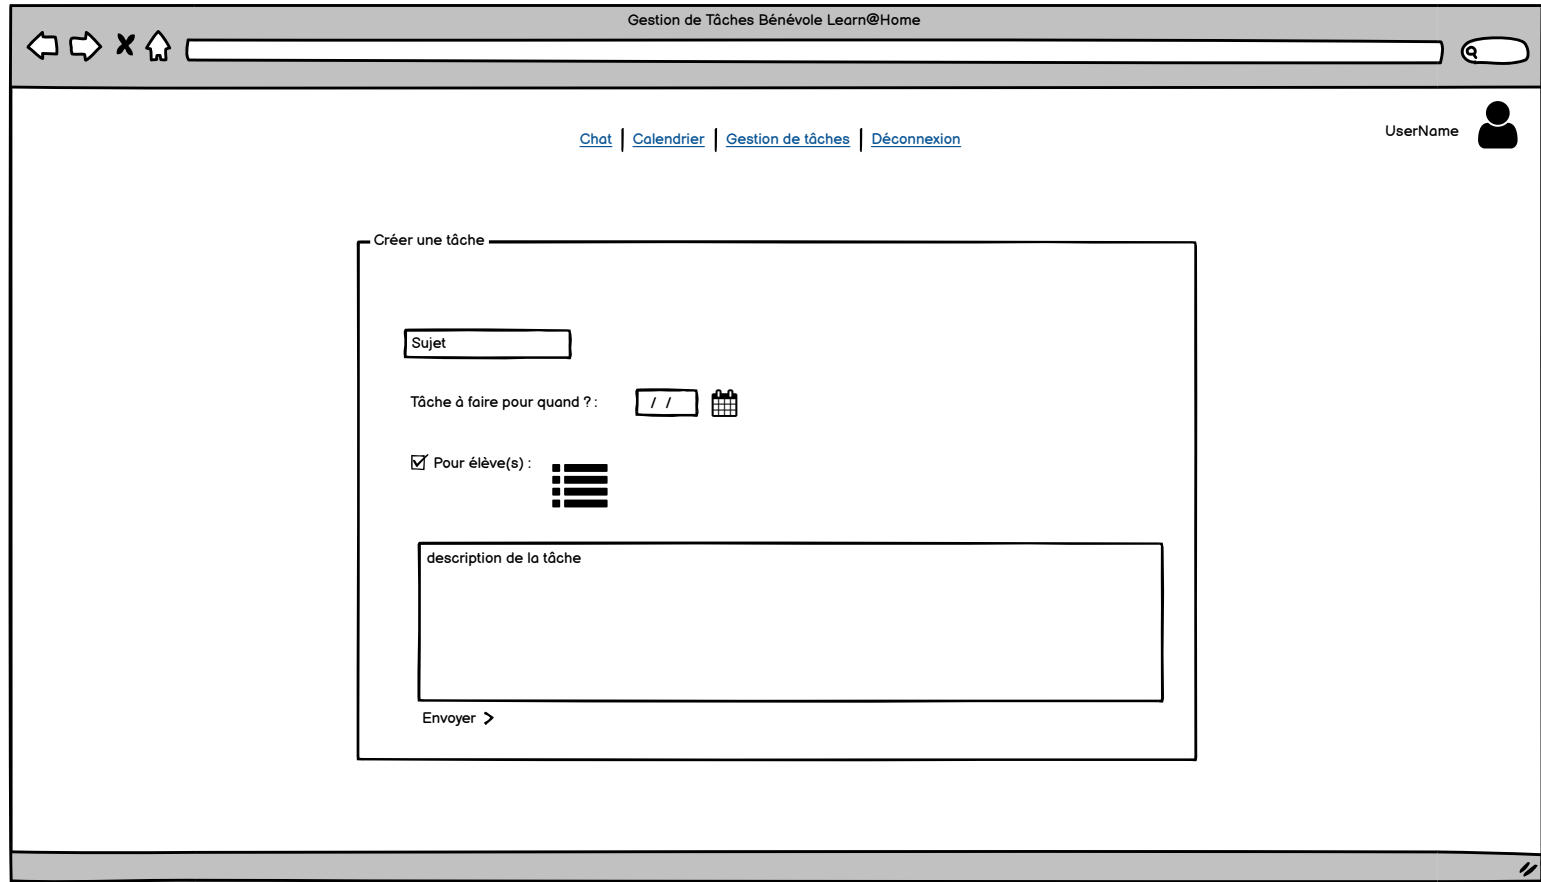 Gestion de Tâches Bénévole Learn@Home
Chat
Calendrier
Gestion de tâches
Déconnexion
UserName
Créer une tâche
Sujet
Tâche à faire pour quand ? :
/ /
Pour élève(s) :
description de la tâche
Envoyer >